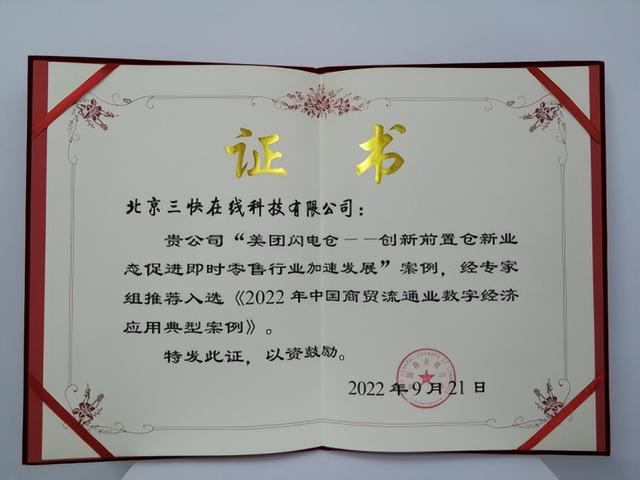 证书
北京三快在线科技有限公司：
贵公司“美团闪电仓——创新前置仓新业
态促进即时零售行业加速发展”案例，经专家
组推荐入选《2022年中国商贸流通业数字经济
应用典型案例》。
特发此证，以资鼓励。
2022年9月21日